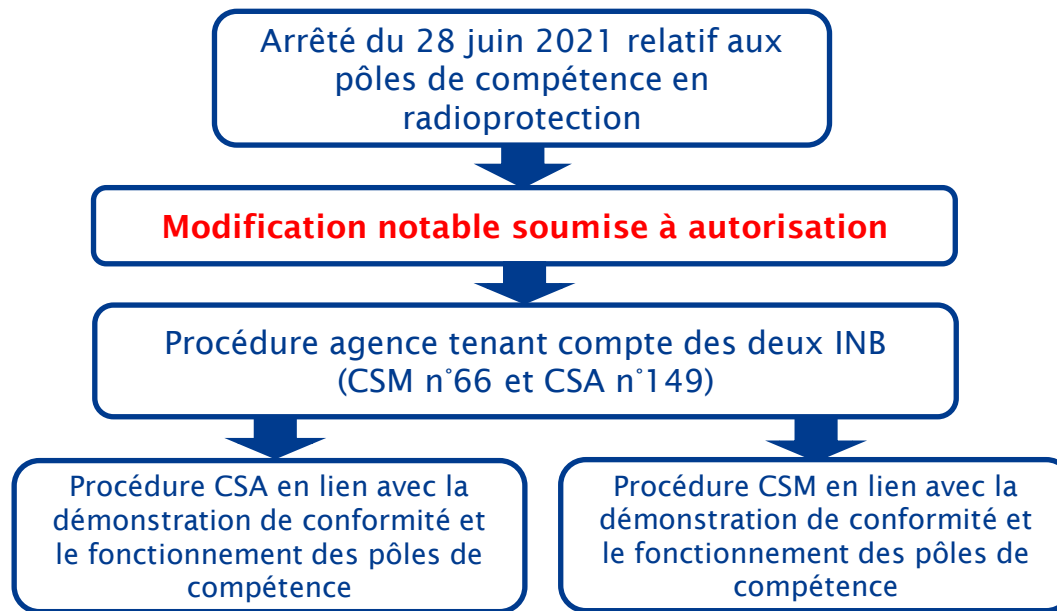 Arrêté du 28 juin 2021 relatif aux
pôles de compétence en
radioprotection
Modification notable soumise à autorisation
Procédure agence tenant compte des deux INB
(CSM n°66 et CSA n°149)
Procédure CSA en lien avec la
démonstration de conformité et
le fonctionnement des pôles de
compétence
Procédure CSM en lien avec la
démonstration de conformité et
le fonctionnement des pôles de
compétence